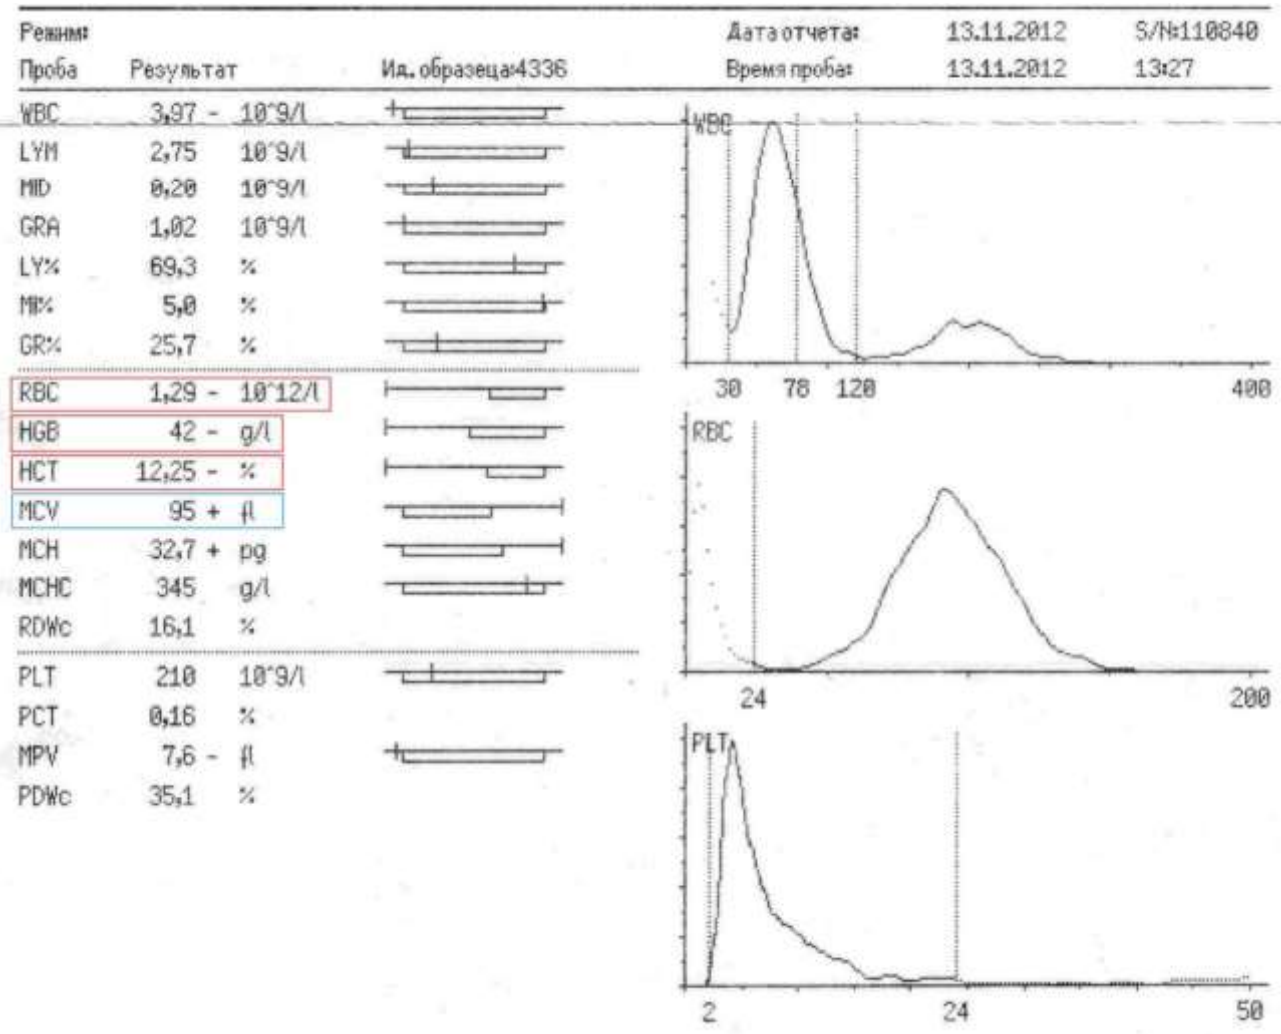 Режим: Дата отчета: 13.11.2012 S/N:110840
Проба Результат Ид. образеца:4336 Время проба: 13.11.2012 13:27
WBC 3,97 - 10^9/l
LYM 2,75 10^9/l
MID 0,20 10^9/l
GRA 1,02 10^9/l
LY% 69,3 %
MI% 5,0 %
GR% 25,7 %
RBC 1,29 - 10^12/l
HGB 42 - g/l
HCT 12,25 - %
MCV 95 + fl
MCH 32,7 + pg
MCHC 345 g/l
RDWc 16,1 %
PLT 210 10^9/l
PCT 0,16 %
MPV 7,6 - fl
PDWc 35,1 %
WBC
30 78 120 400
RBC
24 200
PLT
2 24 50